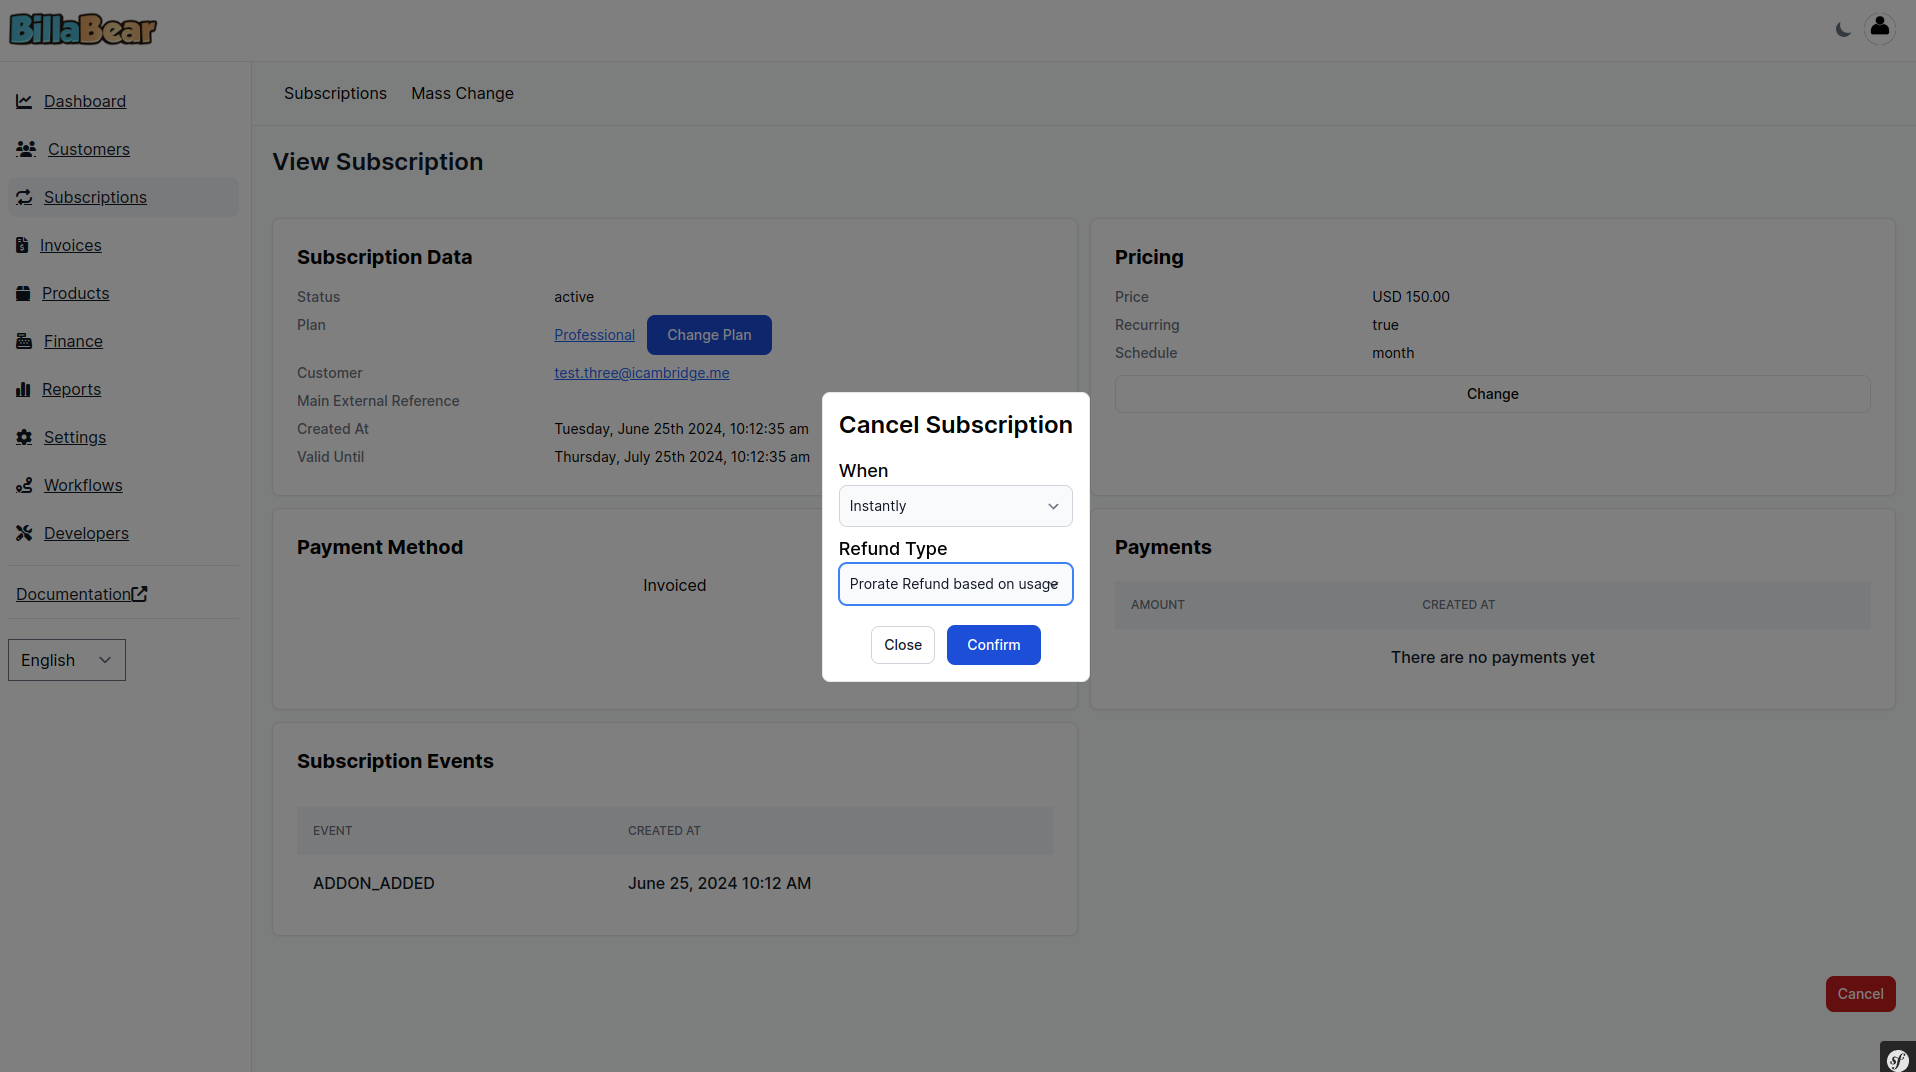 BillaBear
Dashboard
Customers
Subscriptions
Invoices
Products
Finance
Reports
Settings
Workflows
Developers
Documentation
English
Subscriptions Mass Change
View Subscription
Subscription Data
Status active
Plan Professional Change Plan
Customer test.three@icambridge.me
Main External Reference
Created At Tuesday, June 25th 2024, 10:12:35 am
Valid Until Thursday, July 25th 2024, 10:12:35 am
Pricing
Price USD 150.00
Recurring true
Schedule month
Change
Cancel Subscription
When
Instantly
Refund Type
Prorate Refund based on usage
Close Confirm
Payment Method
Invoiced
Payments
AMOUNT CREATED AT
There are no payments yet
Subscription Events
EVENT CREATED AT
ADDON_ADDED June 25, 2024 10:12 AM
Cancel
sf